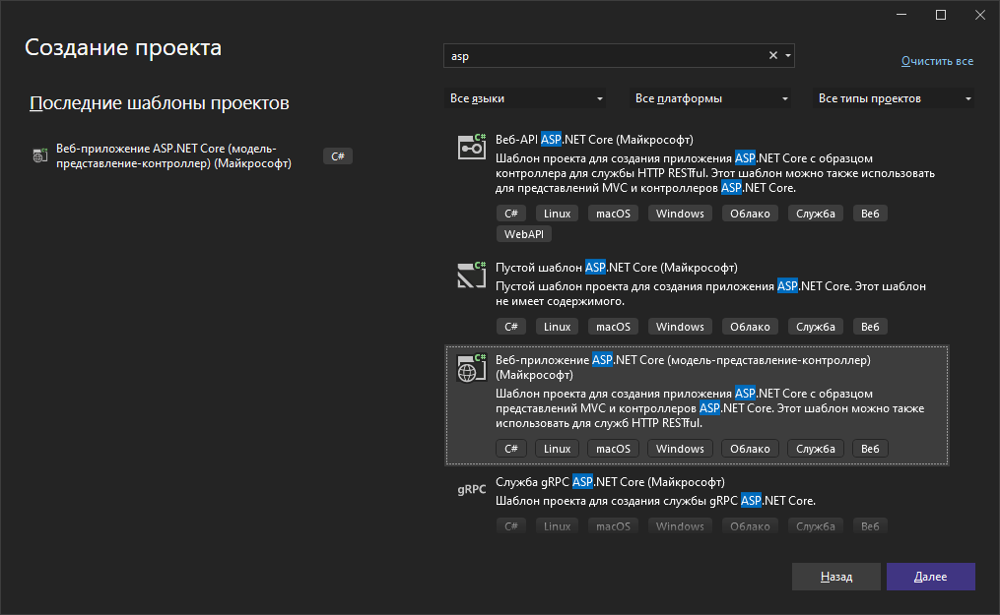 Создание проекта
asp
Очистить все
Последние шаблоны проектов
Веб-приложение ASP.NET Core (модель-
представление-контроллер) (Майкрософт)
C#
Все языки
Все платформы
Все типы проектов
C#
Веб-API ASP.NET Core (Майкрософт)
Шаблон проекта для создания приложения ASP.NET Core с образцом
контроллера для службы HTTP RESTful. Этот шаблон можно также использовать
для представлений MVC и контроллеров ASP.NET Core.
C# Linux macOS Windows Облако Служба Веб
WebAPI
C#
Пустой шаблон ASP.NET Core (Майкрософт)
Пустой шаблон проекта для создания приложения ASP.NET Core. Этот шаблон
не имеет содержимого.
C# Linux macOS Windows Облако Служба Веб
C#
Веб-приложение ASP.NET Core (модель-представление-контроллер)
(Майкрософт)
Шаблон проекта для создания приложения ASP.NET Core с образцом
представлений MVC и контроллеров ASP.NET Core. Этот шаблон можно также
использовать для служб HTTP RESTful.
C# Linux macOS Windows Облако Служба Веб
gRPC
Служба gRPC ASP.NET Core (Майкрософт)
Шаблон проекта для создания службы gRPC ASP.NET Core.
C# Linux macOS Windows Облако Служба Веб
Назад
Далее